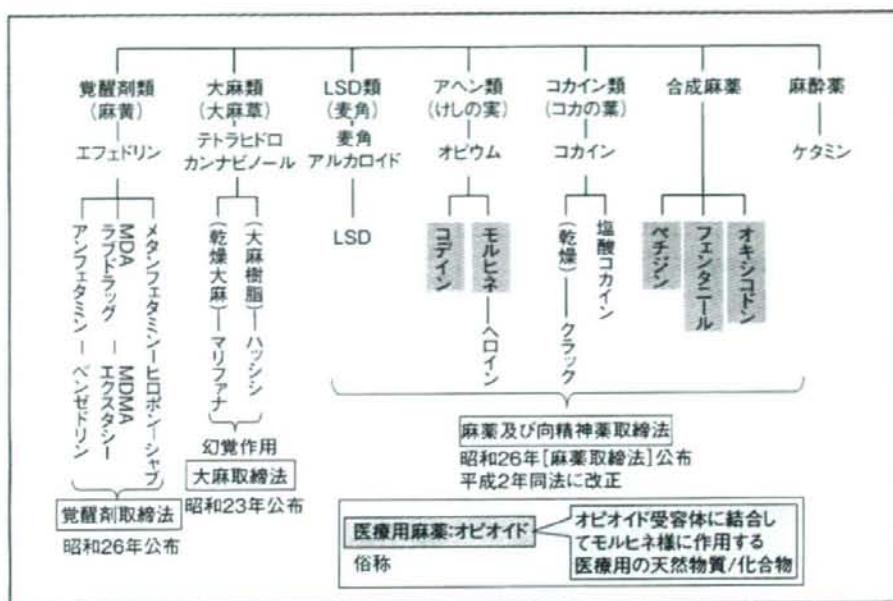 覚醒剤類
(麻黄)
エフェドリン
アンフェタミン ― ベンゼドリン
MDA
ラブドラッグ ― MDMA
エクスタシー
メタンフェタミン―ヒロポン―シャブ
覚醒剤取締法
昭和26年公布
大麻類
(大麻草)
テトラヒドロ
カンナビノール
(乾燥大麻)―マリファナ
(大麻樹脂)―ハッシシ
幻覚作用
大麻取締法
昭和23年公布
LSD類
(麦角)
麦角
アルカロイド
LSD
アヘン類
(けしの実)
オピウム
コデイン
モルヒネ―ヘロイン
コカイン類
(コカの葉)
コカイン
(乾燥)―クラック
塩酸コカイン
合成麻薬
ペチジン
フェンタニール
オキシコドン
麻酔薬
ケタミン
麻薬及び向精神薬取締法
昭和26年[麻薬取締法]公布
平成2年同法に改正
医療用麻薬:オピオイド
俗称
オピオイド受容体に結合し
てモルヒネ様に作用する
医療用の天然物質/化合物